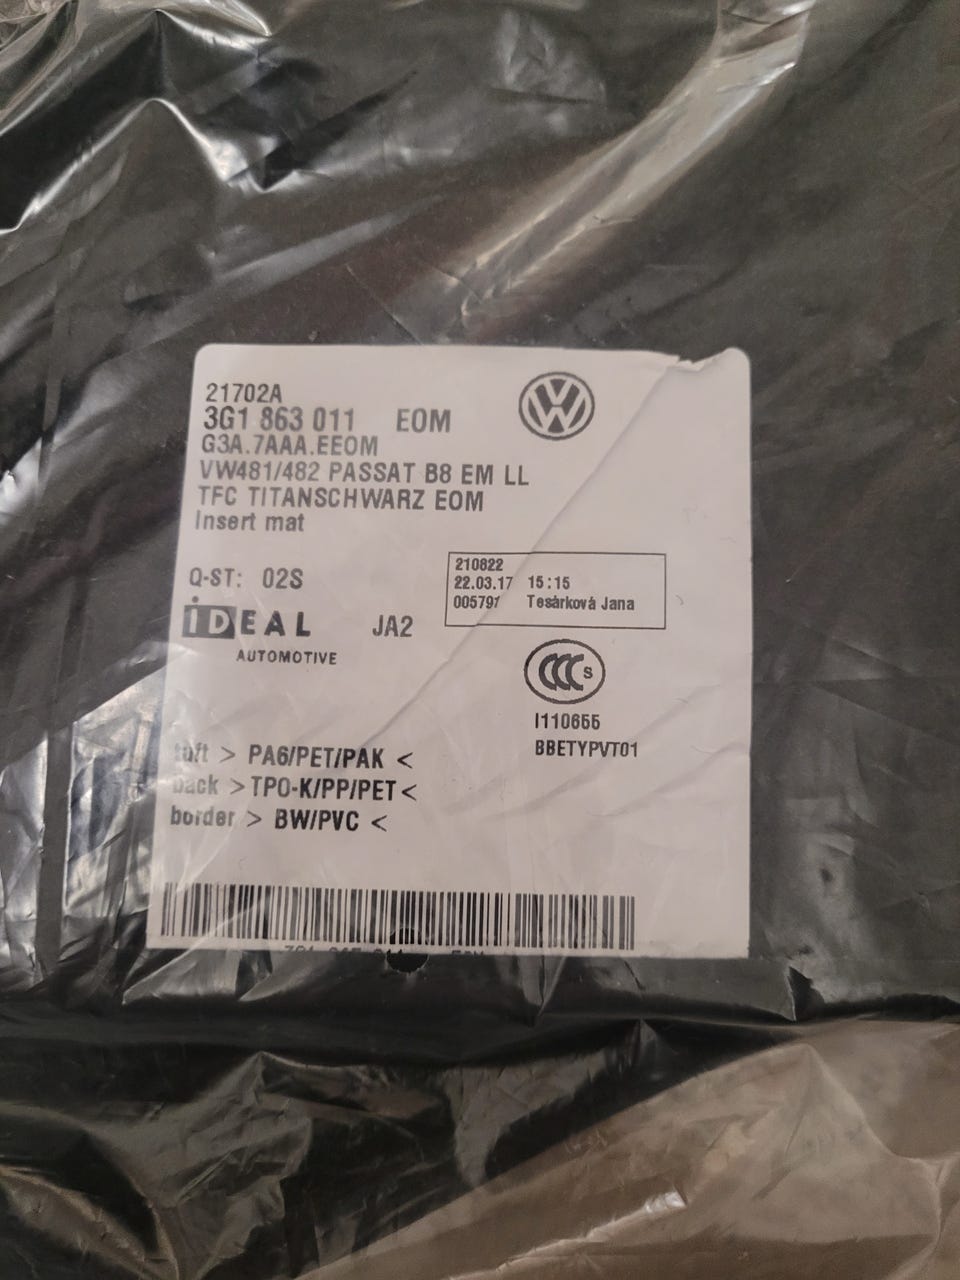 21702A
3G1 863 011 EOM
G3A.7AAA.EEOM
VW481/482 PASSAT B8 EM LL
TFC TITANSCHWARZ EOM
Insert mat
Q-ST: 02S
210822
22.03.17 15:15
005791 Tesárková Jana
iDEAL
AUTOMOTIVE
JA2
CCC S
I110655
BBETYPVT01
tuft > PA6/PET/PAK <
back > TPO-K/PP/PET <
border > BW/PVC <